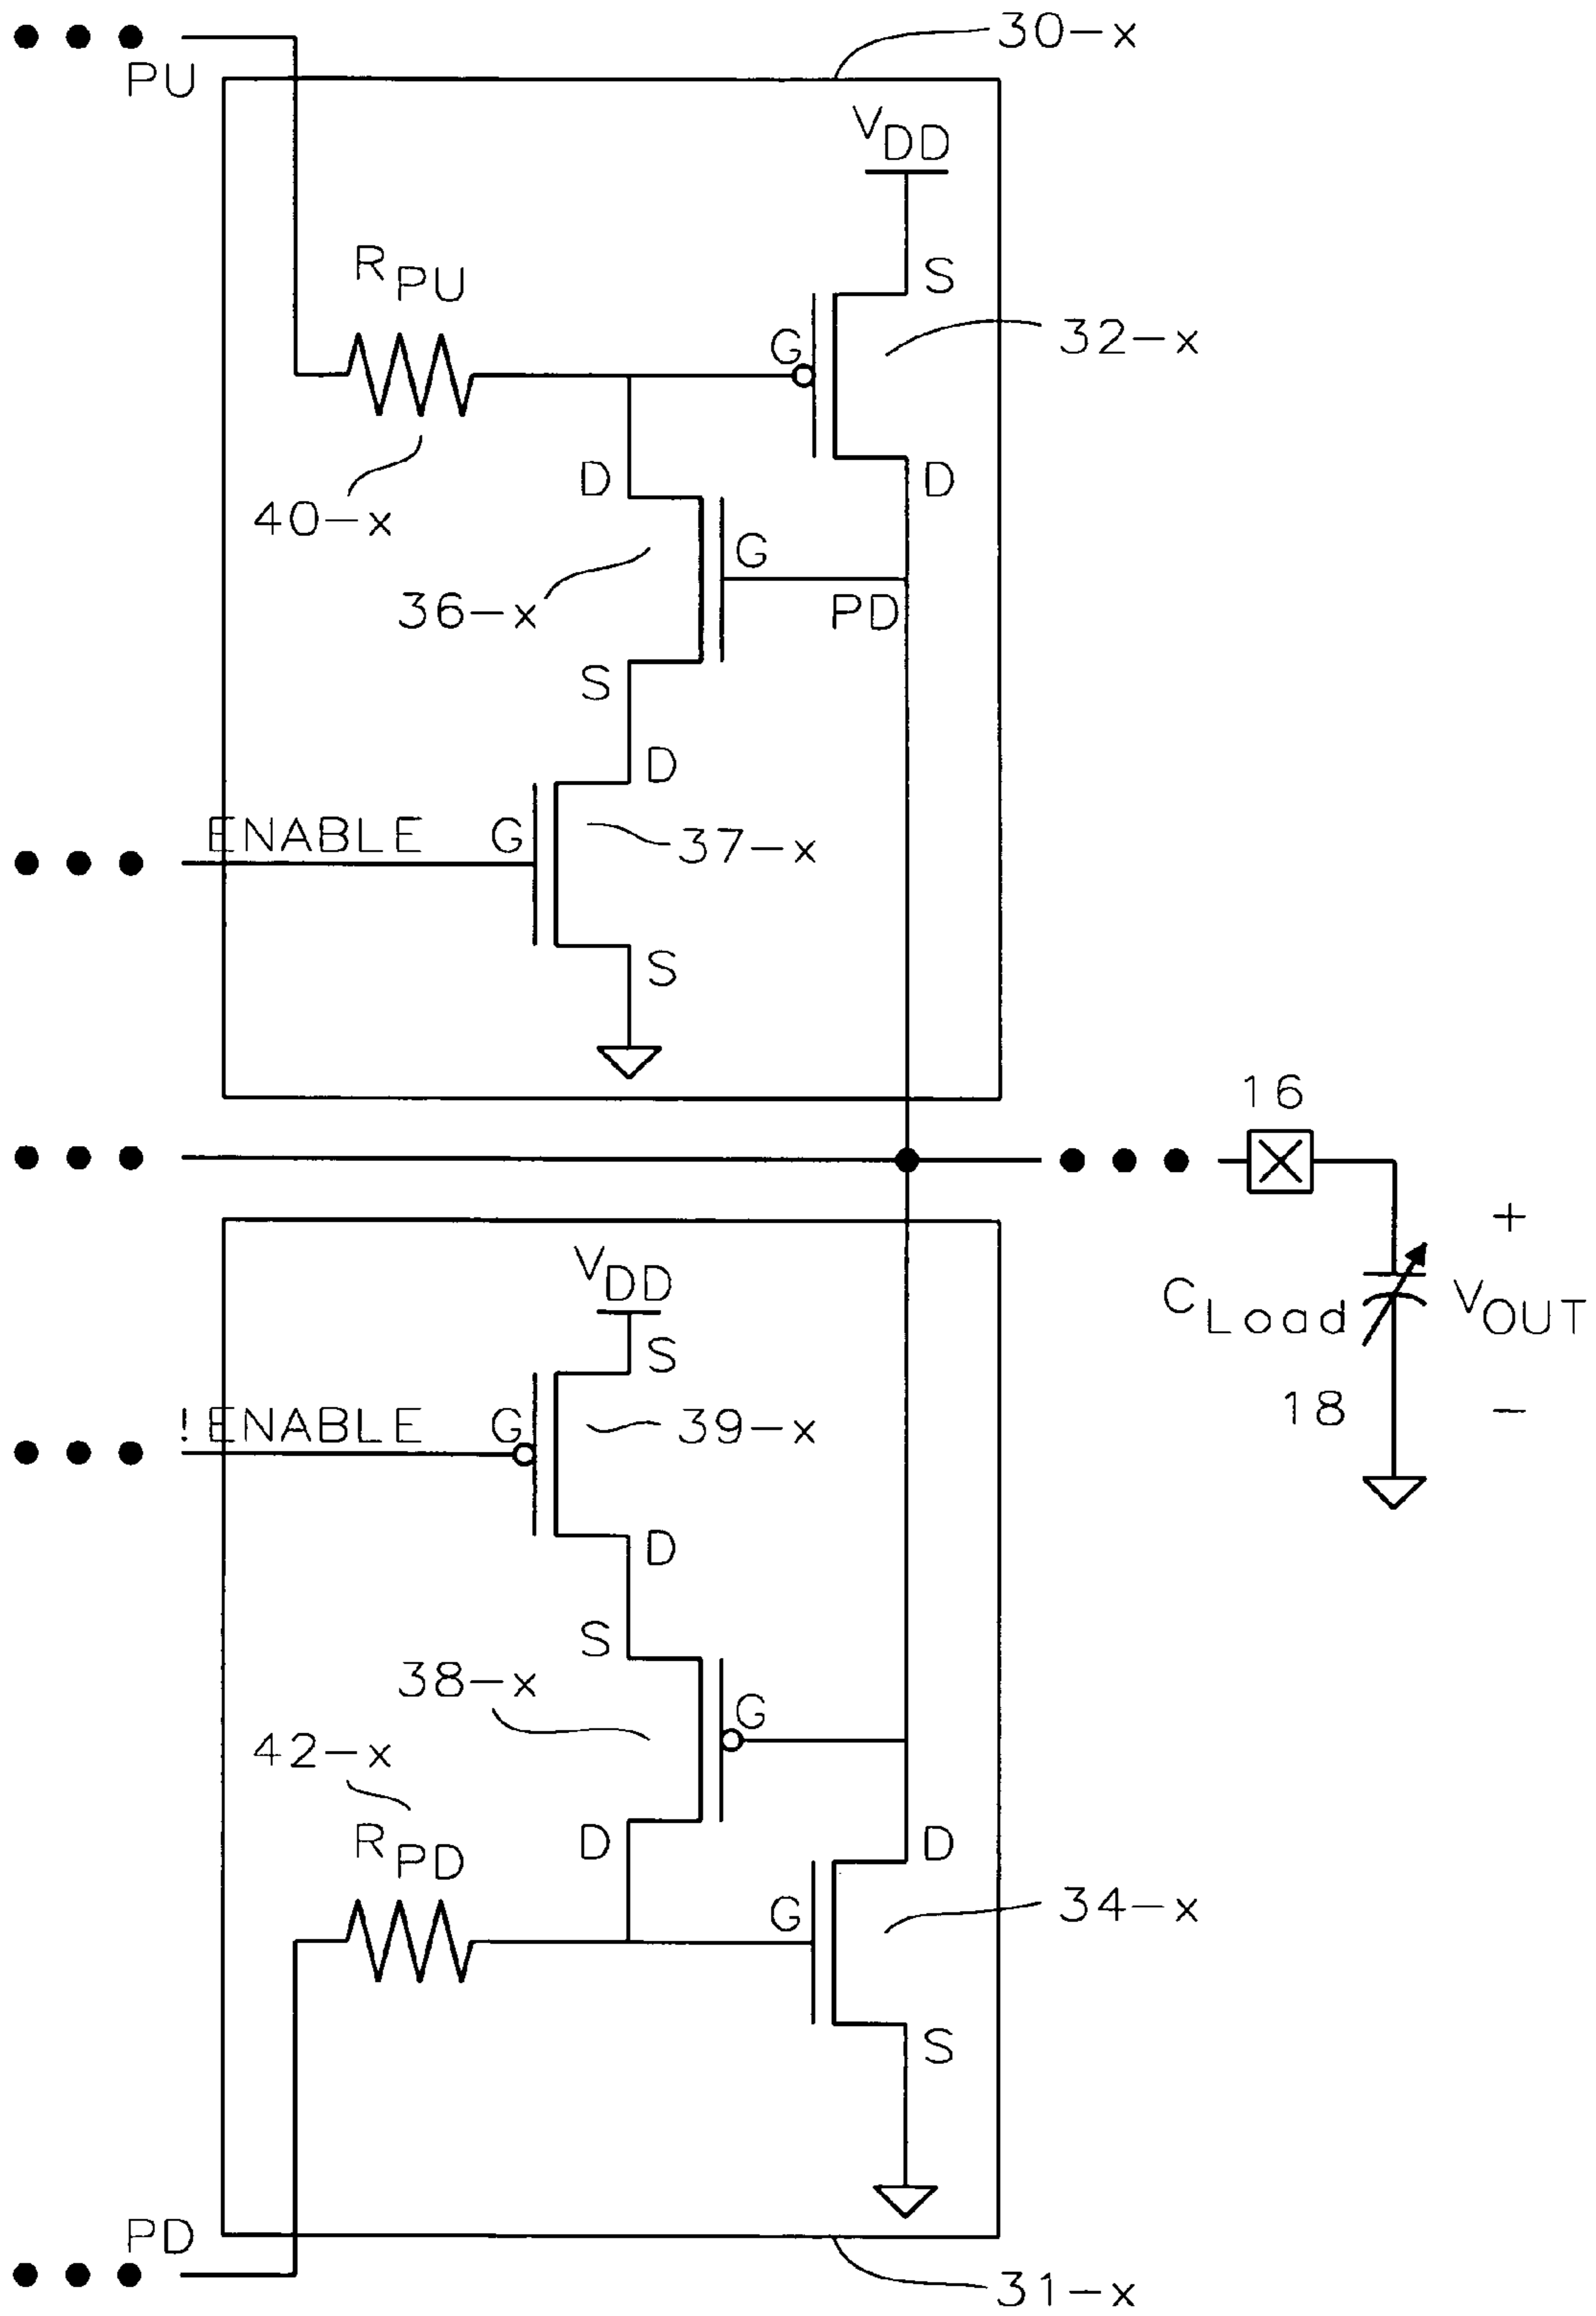 30-x
PU
VDD
RPU
S
G
32-x
D
D
40-x
G
36-x
PD
S
D
ENABLE
G
37-x
S
16
VDD
S
+
CLoad
VOUT
!ENABLE
G
39-x
18
-
D
S
38-x
G
42-x
RPD
D
D
G
34-x
S
PD
31-x